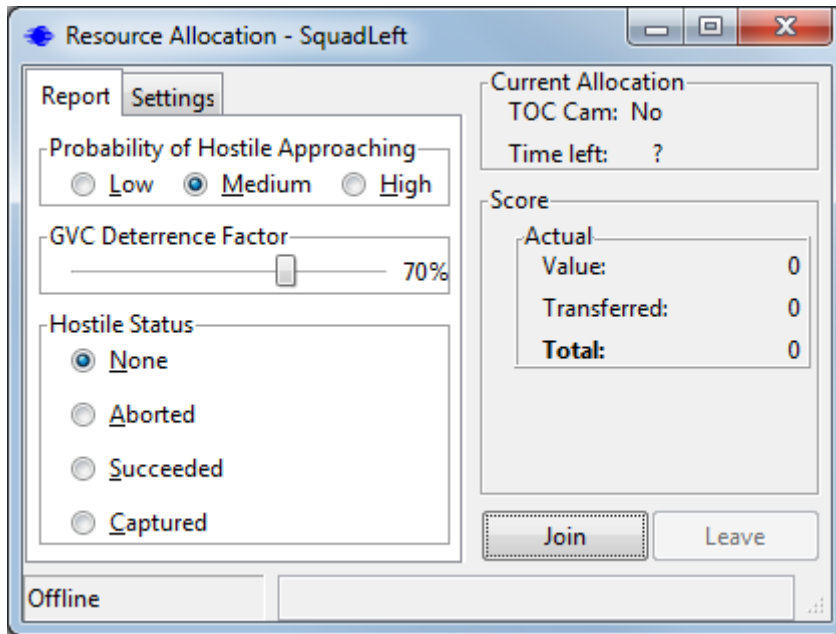 Resource Allocation - SquadLeft
Report Settings
Probability of Hostile Approaching
Low Medium High
GVC Deterrence Factor
70%
Hostile Status
None
Aborted
Succeeded
Captured
Current Allocation
TOC Cam: No
Time left: ?
Score
Actual
Value: 0
Transferred: 0
Total: 0
Join Leave
Offline